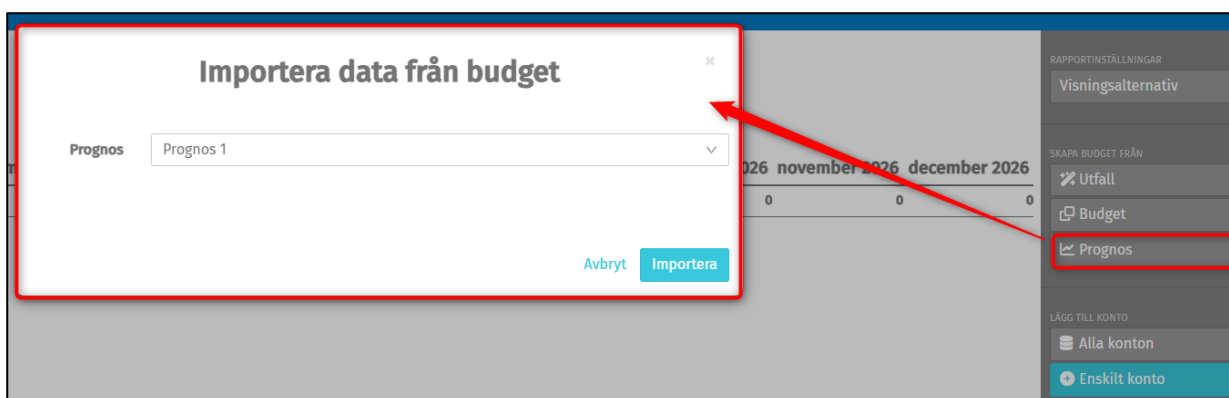 Importera data från budget
Prognos
Prognos 1
Avbryt
Importera
026 november 2026 december 2026
0 0 0
RAPPORTINSTÄLLNINGAR
Visningsalternativ
SKAPA BUDGET FRÅN
Utfall
Budget
Prognos
LÄGG TILL KONTO
Alla konton
Enskilt konto